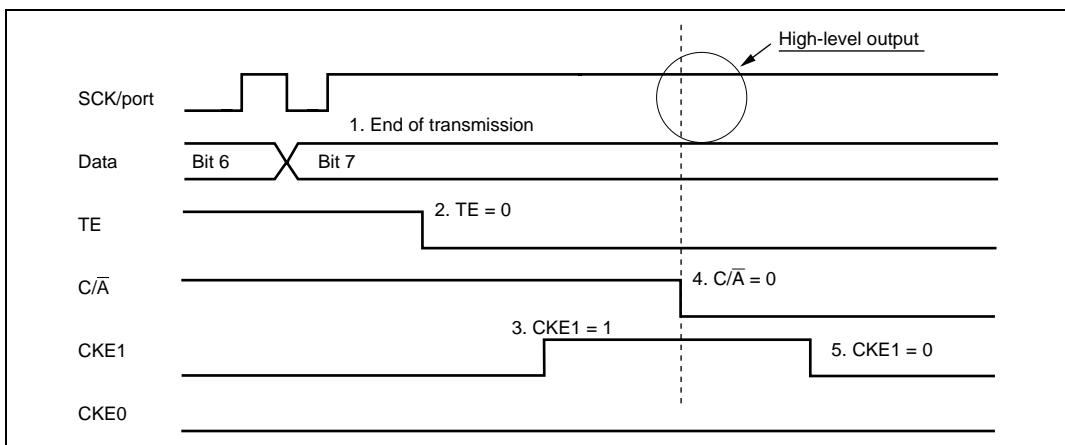 High-level output
SCK/port
1. End of transmission
Data
Bit 6
Bit 7
TE
2. TE = 0
C/A̅
4. C/A̅ = 0
3. CKE1 = 1
CKE1
5. CKE1 = 0
CKE0